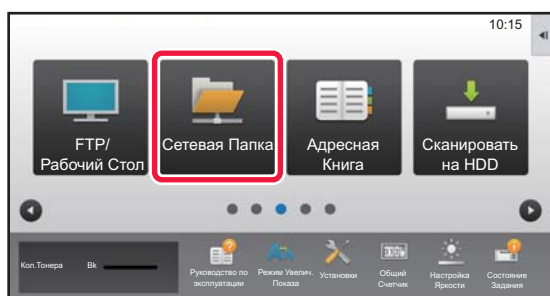 10:15
FTP/
Рабочий Стол
Сетевая Папка
Адресная
Книга
Сканировать
на HDD
Кол.Тонера
Bk
Руководство по
эксплуатации
Режим Увелич.
Показа
Установки
Общий
Счетчик
Настройка
Яркости
Состояние
Задания